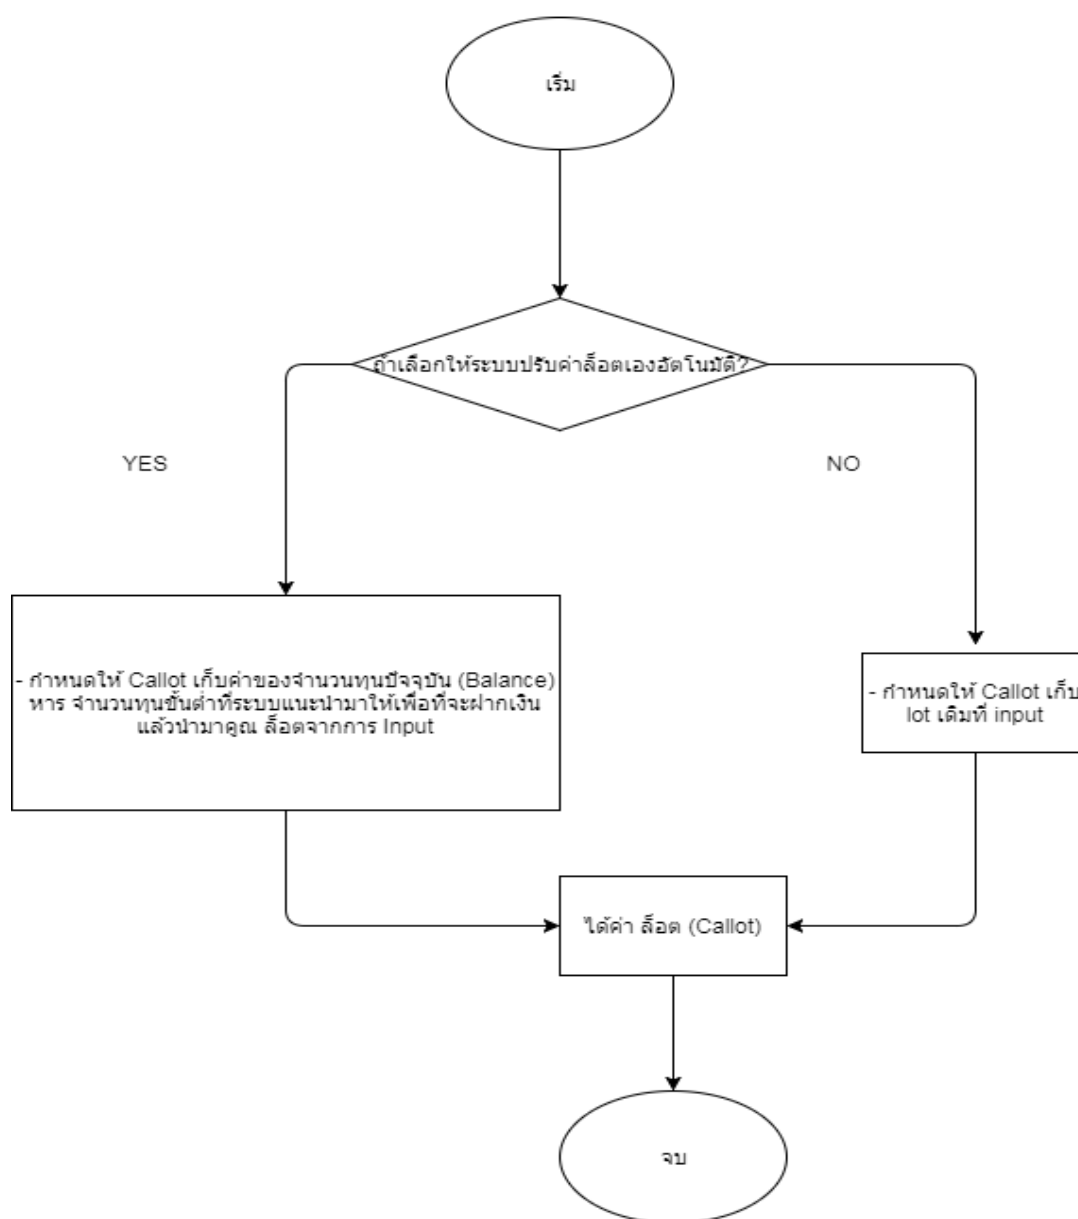 เริ่ม
ถ้าเลือกให้ระบบปรับค่าล็อตเองอัตโนมัติ?
YES
NO
- กำหนดให้ Callot เก็บค่าของจำนวนทุนปัจจุบัน (Balance)
หาร จำนวนทุนขั้นต่ำที่ระบบแนะนำมาให้เพื่อที่จะฝากเงิน
แล้วนำมาคูณ ล็อตจากการ Input
- กำหนดให้ Callot เก็บ
lot เดิมที่ input
ได้ค่า ล็อต (Callot)
จบ